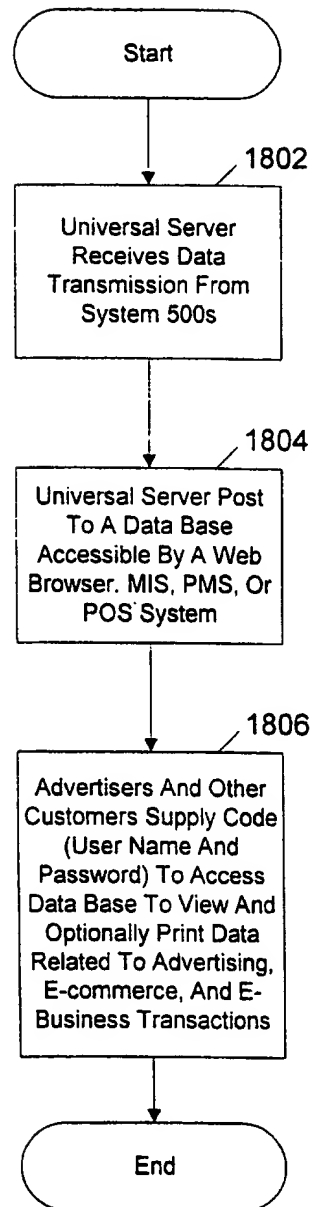 Start
1802
Universal Server
Receives Data
Transmission From
System 500s
1804
Universal Server Post
To A Data Base
Accessible By A Web
Browser. MIS, PMS, Or
POS System
1806
Advertisers And Other
Customers Supply Code
(User Name And
Password) To Access
Data Base To View And
Optionally Print Data
Related To Advertising,
E-commerce, And E-
Business Transactions
End